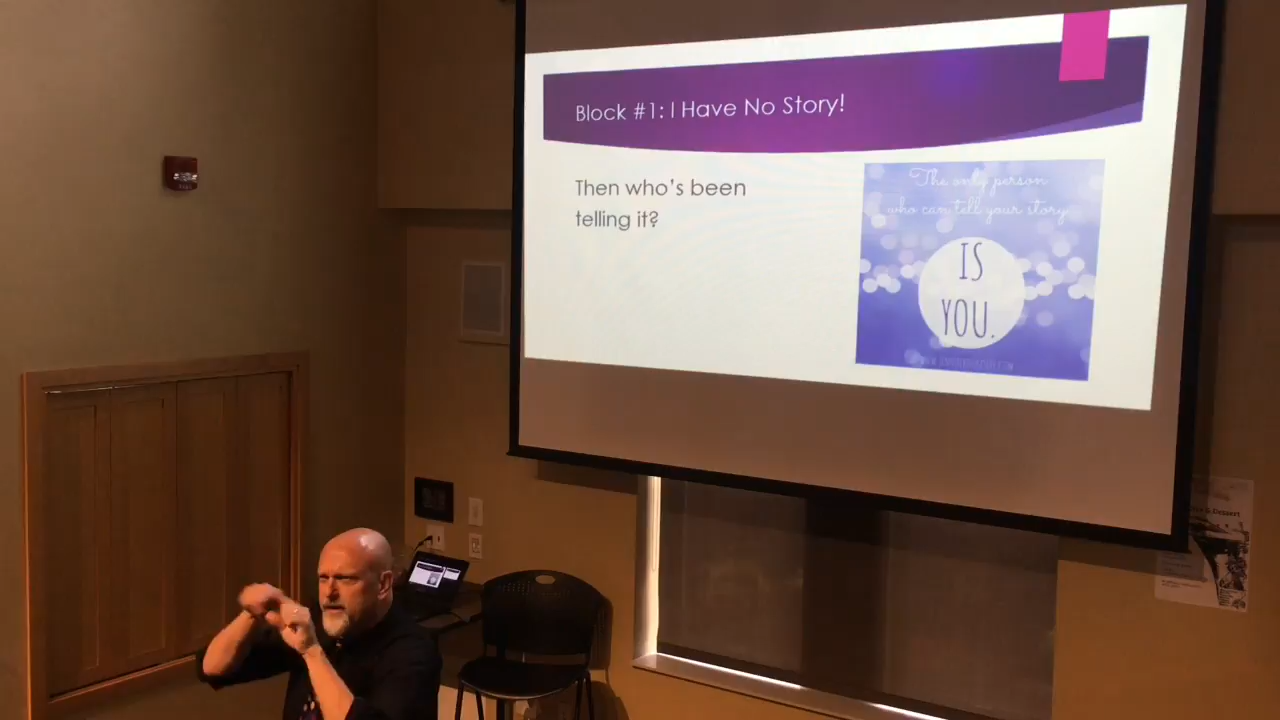 Block #1: I Have No Story!
Then who's been
telling it?
The only person
who can tell your story
IS
YOU.
& Dessert